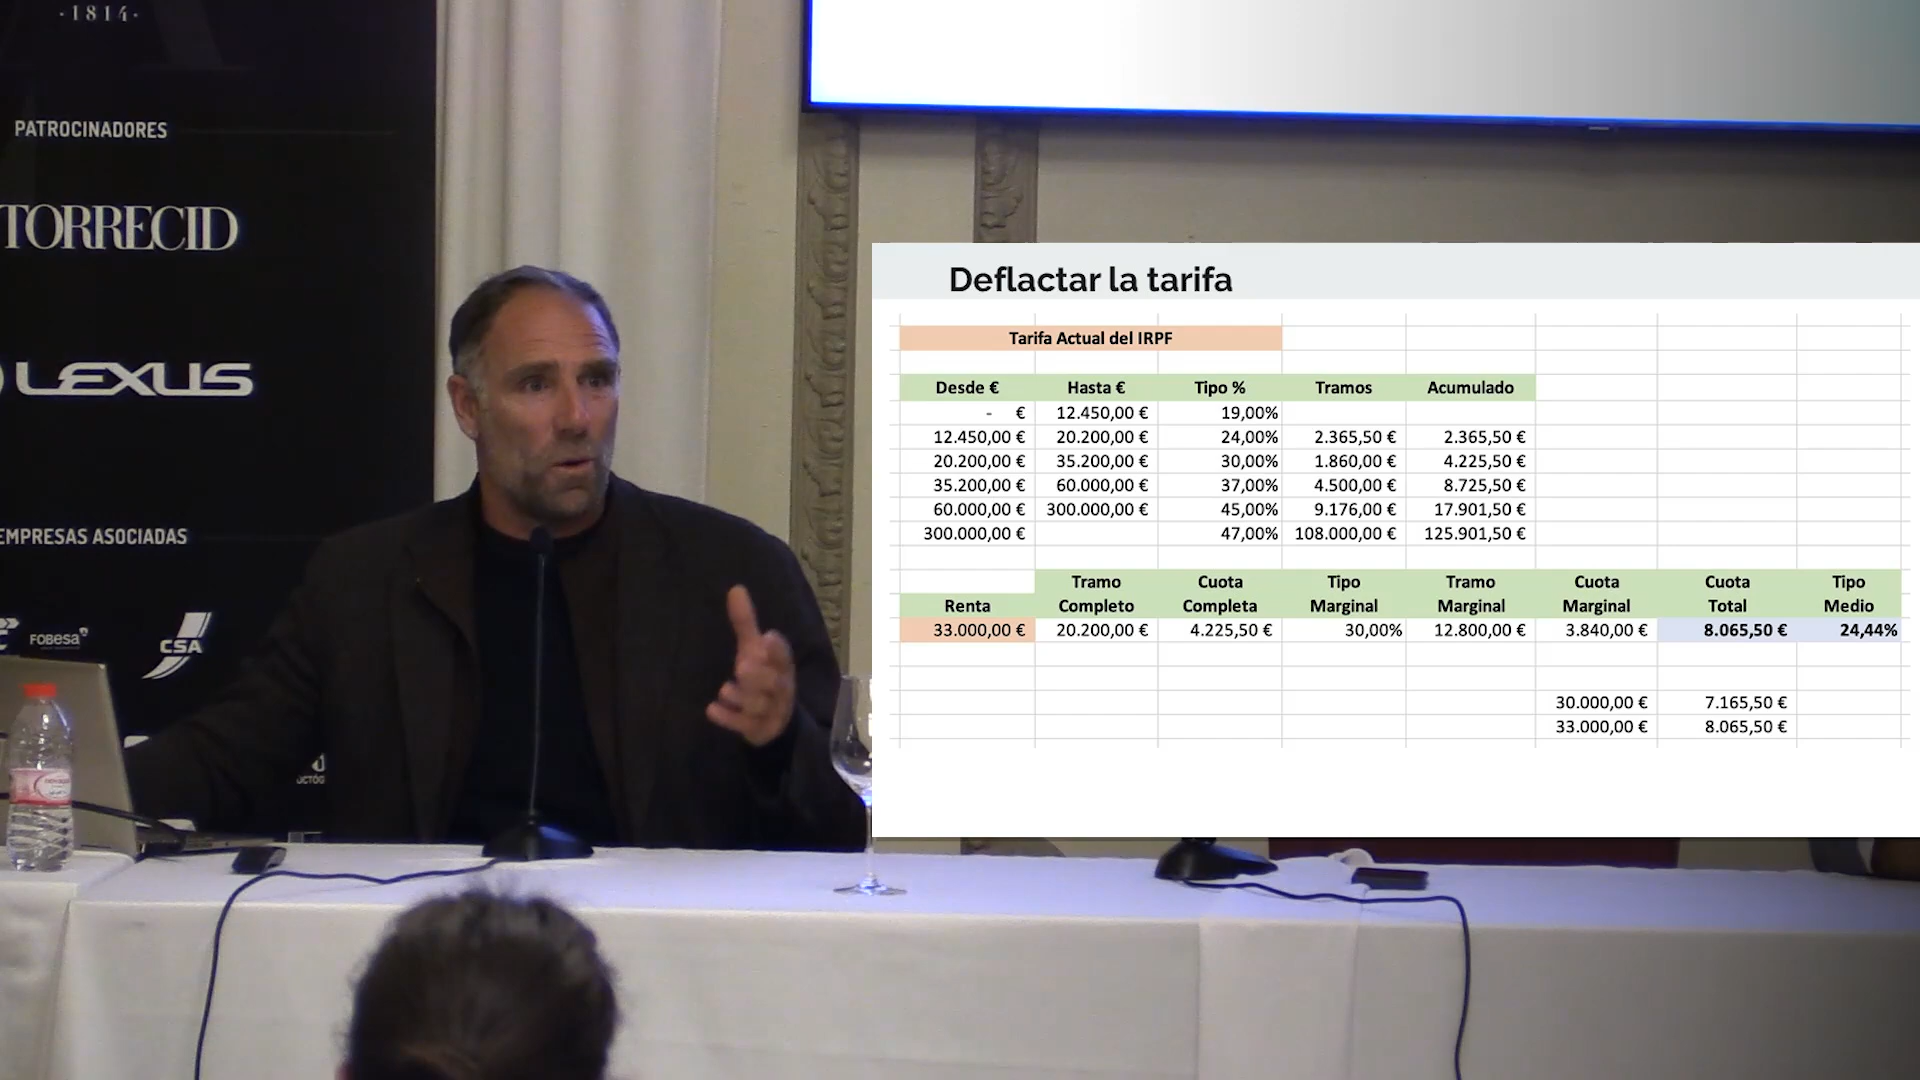 ·1814·
PATROCINADORES
TORRECID
LEXUS
EMPRESAS ASOCIADAS
FOBESA
CSA
Deflactar la tarifa
Tarifa Actual del IRPF
Desde € Hasta € Tipo % Tramos Acumulado
- € 12.450,00 € 19,00%
12.450,00 € 20.200,00 € 24,00% 2.365,50 € 2.365,50 €
20.200,00 € 35.200,00 € 30,00% 1.860,00 € 4.225,50 €
35.200,00 € 60.000,00 € 37,00% 4.500,00 € 8.725,50 €
60.000,00 € 300.000,00 € 45,00% 9.176,00 € 17.901,50 €
300.000,00 € 47,00% 108.000,00 € 125.901,50 €
Tramo Cuota Tipo Tramo Cuota Cuota Tipo
Renta Completo Completa Marginal Marginal Marginal Total Medio
33.000,00 € 20.200,00 € 4.225,50 € 30,00% 12.800,00 € 3.840,00 € 8.065,50 € 24,44%
30.000,00 € 7.165,50 €
33.000,00 € 8.065,50 €